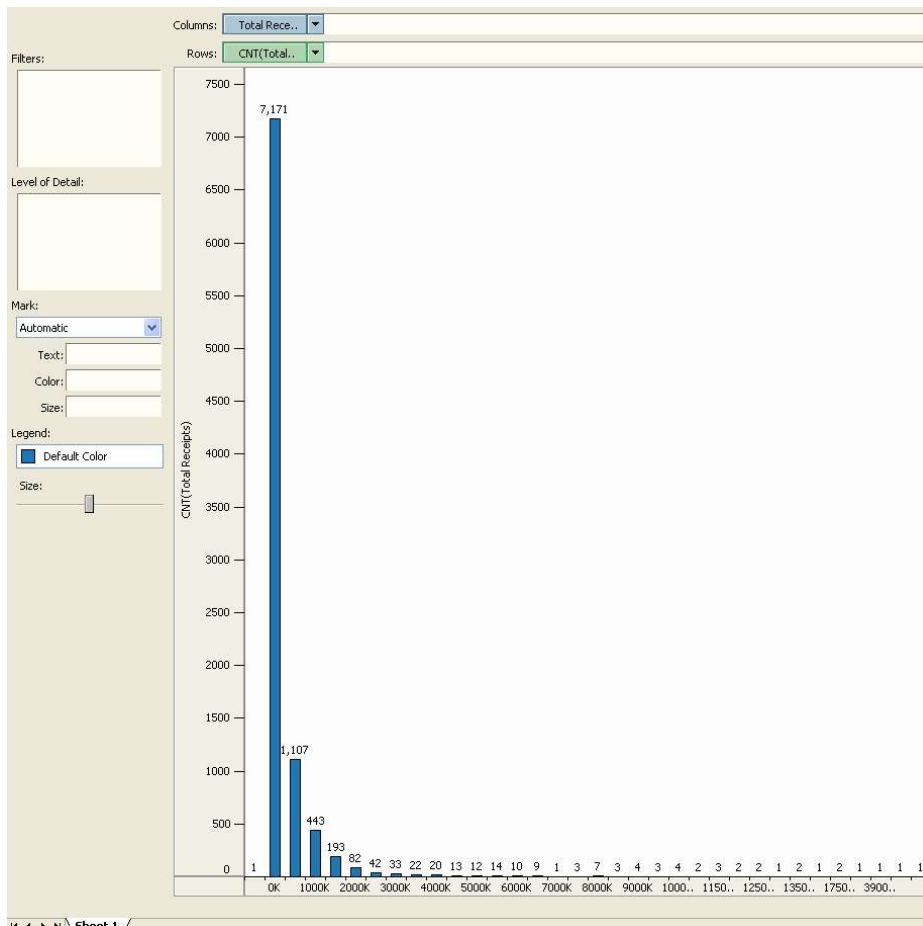 Columns: Total Rece..
Rows: CNT(Total..
Filters:
Level of Detail:
Mark:
Automatic
Text:
Color:
Size:
Legend:
Default Color
Size:
CNT(Total Receipts)
7500
7000
6500
6000
5500
5000
4500
4000
3500
3000
2500
2000
1500
1000
500
0
1 7,171 1,107 443 193 82 42 33 22 20 13 12 14 10 9 1 3 7 3 4 3 4 2 3 2 2 1 2 1 2 1 1 1 1
0K 1000K 2000K 3000K 4000K 5000K 6000K 7000K 8000K 9000K 1000.. 1150.. 1250.. 1350.. 1750.. 3900..
Sheet 1